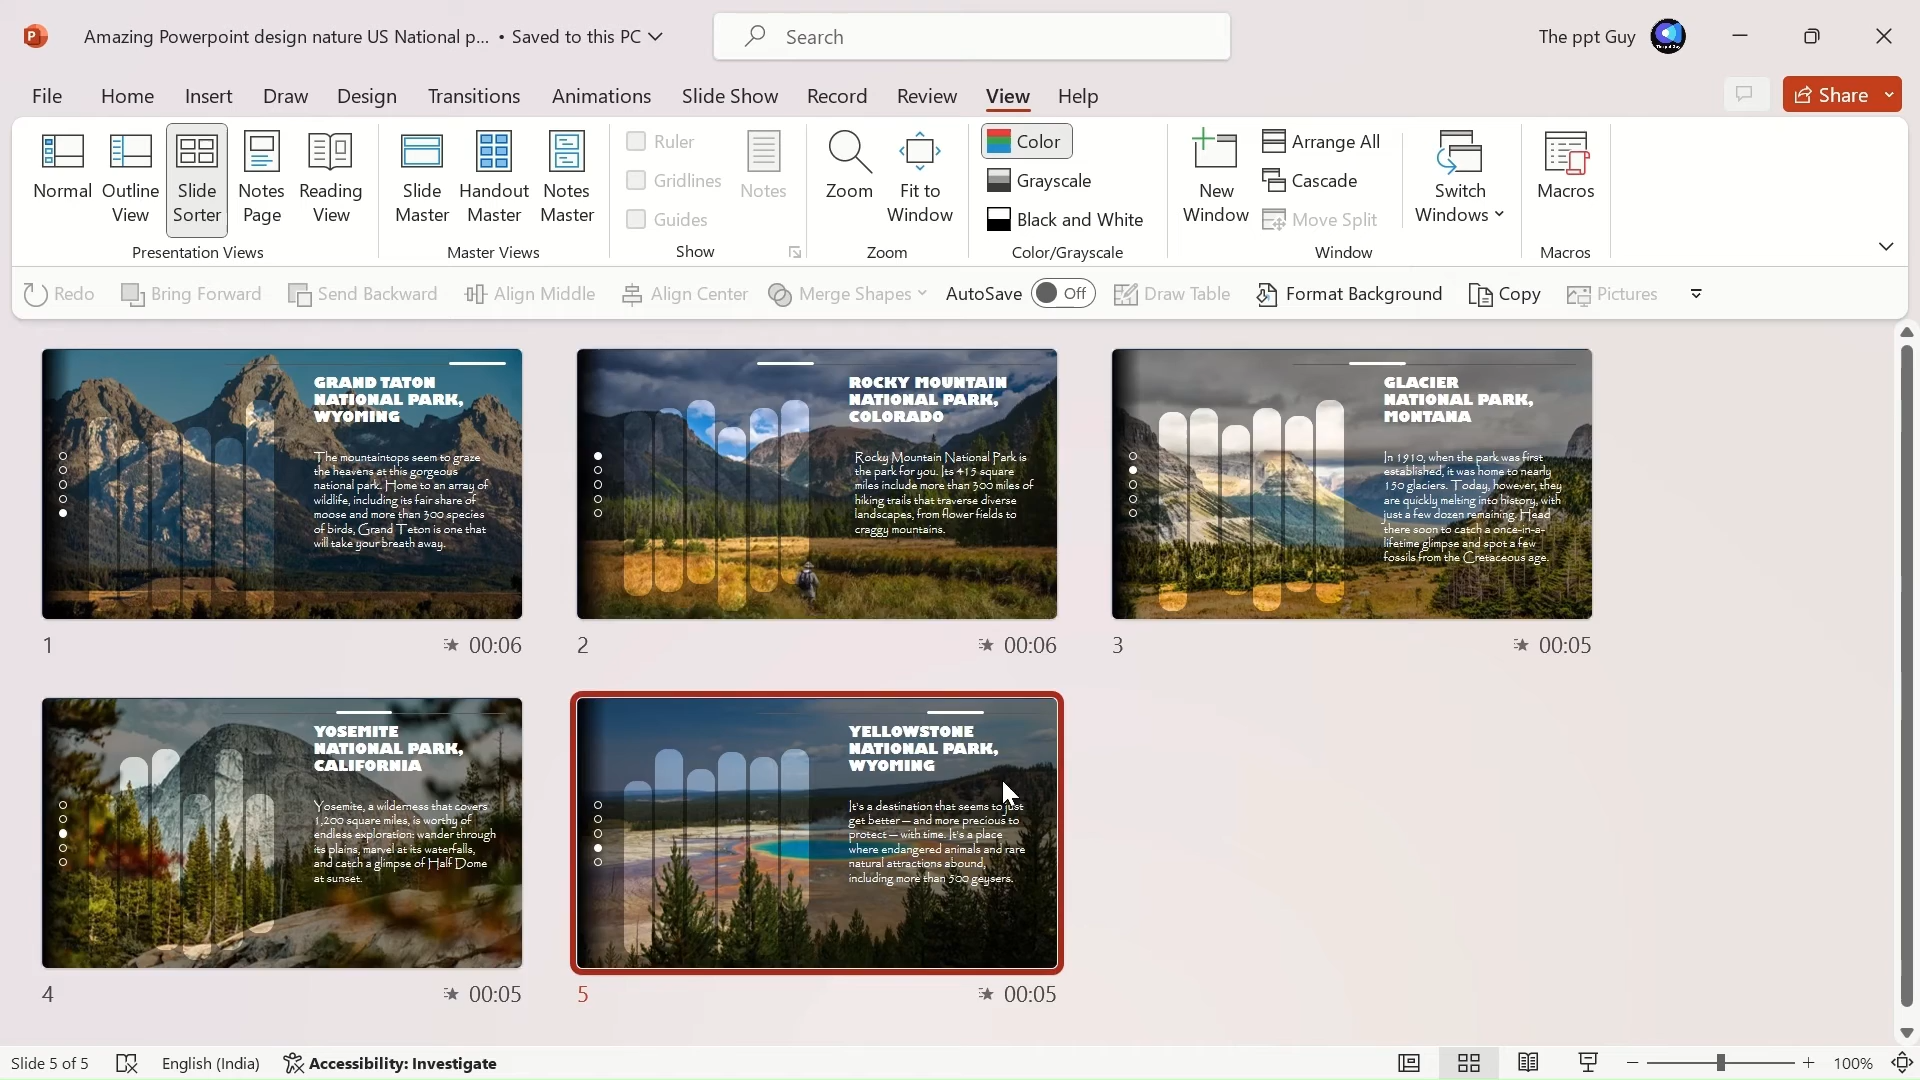 Amazing Powerpoint design nature US National p... • Saved to this PC
Search
The ppt Guy
File Home Insert Draw Design Transitions Animations Slide Show Record Review View Help
Share
Normal
Outline View
Slide Sorter
Notes Page
Reading View
Presentation Views
Slide Master
Handout Master
Notes Master
Master Views
Ruler
Gridlines
Guides
Notes
Show
Zoom
Fit to Window
Zoom
Color
Grayscale
Black and White
Color/Grayscale
New Window
Arrange All
Cascade
Move Split
Switch Windows
Window
Macros
Macros
Redo Bring Forward Send Backward Align Middle Align Center Merge Shapes AutoSave Off Draw Table Format Background Copy Pictures
GRAND TATON
NATIONAL PARK,
WYOMING
The mountaintops seem to graze
the heavens at this gorgeous
national park. Home to an array of
wildlife, including its fair share of
moose and more than 300 species
of birds, Grand Teton is one that
will take your breath away.
1 00:06
ROCKY MOUNTAIN
NATIONAL PARK,
COLORADO
Rocky Mountain National Park is
the park for you. Its 415 square
miles include more than 300 miles of
hiking trails that traverse diverse
landscapes, from flower fields to
craggy mountains.
2 00:06
GLACIER
NATIONAL PARK,
MONTANA
In 1910, when the park was first
established, it was home to nearly
150 glaciers. Today, however, they
are quickly melting into history, with
just a few dozen remaining. Head
there soon to catch a once-in-a-
lifetime glimpse and spot a few
fossils from the Cretaceous age.
3 00:05
YOSEMITE
NATIONAL PARK,
CALIFORNIA
Yosemite, a wilderness that covers
1,200 square miles, is worthy of
endless exploration: wander through
its plains, marvel at its waterfalls,
and catch a glimpse of Half Dome
at sunset.
4 00:05
YELLOWSTONE
NATIONAL PARK,
WYOMING
It's a destination that seems to just
get better — and more precious to
protect — with time. It's a place
where endangered animals and rare
natural attractions abound,
including more than 500 geysers.
5 00:05
Slide 5 of 5 English (India) Accessibility: Investigate 100%